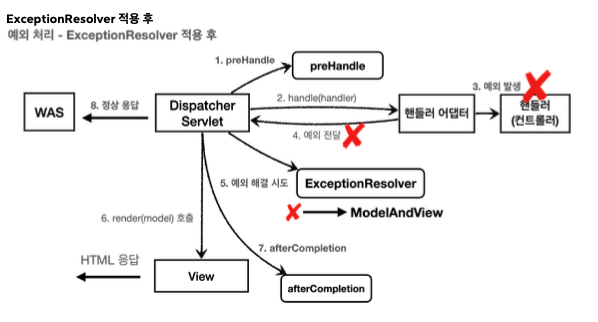 ExceptionResolver 적용 후
예외 처리 - ExceptionResolver 적용 후
1. preHandle
preHandle
3. 예외 발생
WAS
8. 정상 응답
Dispatcher
Servlet
2. handle(handler)
핸들러 어댑터
핸들러
(컨트롤러)
4. 예외 전달
5. 예외 해결 시도
ExceptionResolver
ModelAndView
6. render(model) 호출
7. afterCompletion
HTML 응답
View
afterCompletion